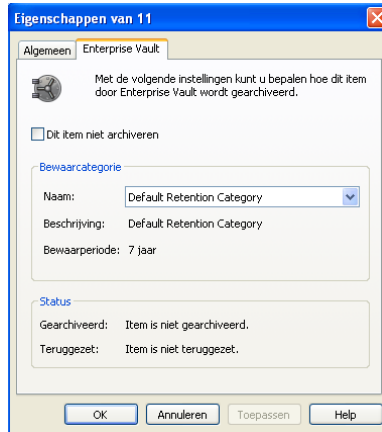 Eigenschappen van 11
Algemeen
Enterprise Vault
Met de volgende instellingen kunt u bepalen hoe dit item
door Enterprise Vault wordt gearchiveerd.
Dit item niet archiveren
Bewaarcategorie
Naam: Default Retention Category
Beschrijving: Default Retention Category
Bewaarperiode: 7 jaar
Status
Gearchiveerd: Item is niet gearchiveerd.
Teruggezet: Item is niet teruggezet.
OK Annuleren Toepassen Help